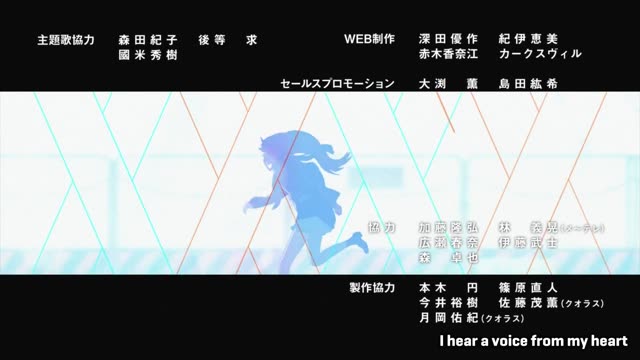 主題歌協力 森田紀子 後等 求
國米秀樹
WEB制作 深田優作 紀伊恵美
赤木香奈江 カークスヴィル
セールスプロモーション 大渕 薫 島田紘希
協力 加藤隆弘 林 義晃(メ〜テレ)
広瀬春奈 伊藤武士
森 卓也
製作協力 本木 円 篠原直人
今井裕樹 佐藤茂薫(クオラス)
月岡佑紀(クオラス)
I hear a voice from my heart